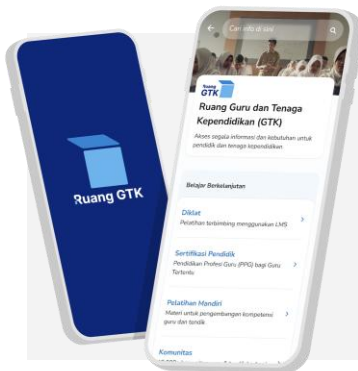 Ruang GTK
Cari info di sini
Ruang
GTK
Ruang Guru dan Tenaga
Kependidikan (GTK)
Akses segala informasi dan kebutuhan untuk
pendidik dan tenaga kependidikan
Belajar Berkelanjutan
Diklat
Pelatihan terbimbing menggunakan LMS
Sertifikasi Pendidik
Pendidikan Profesi Guru (PPG) bagi Guru
Tertentu
Pelatihan Mandiri
Materi untuk pengembangan kompetensi
guru dan tendik
Komunitas